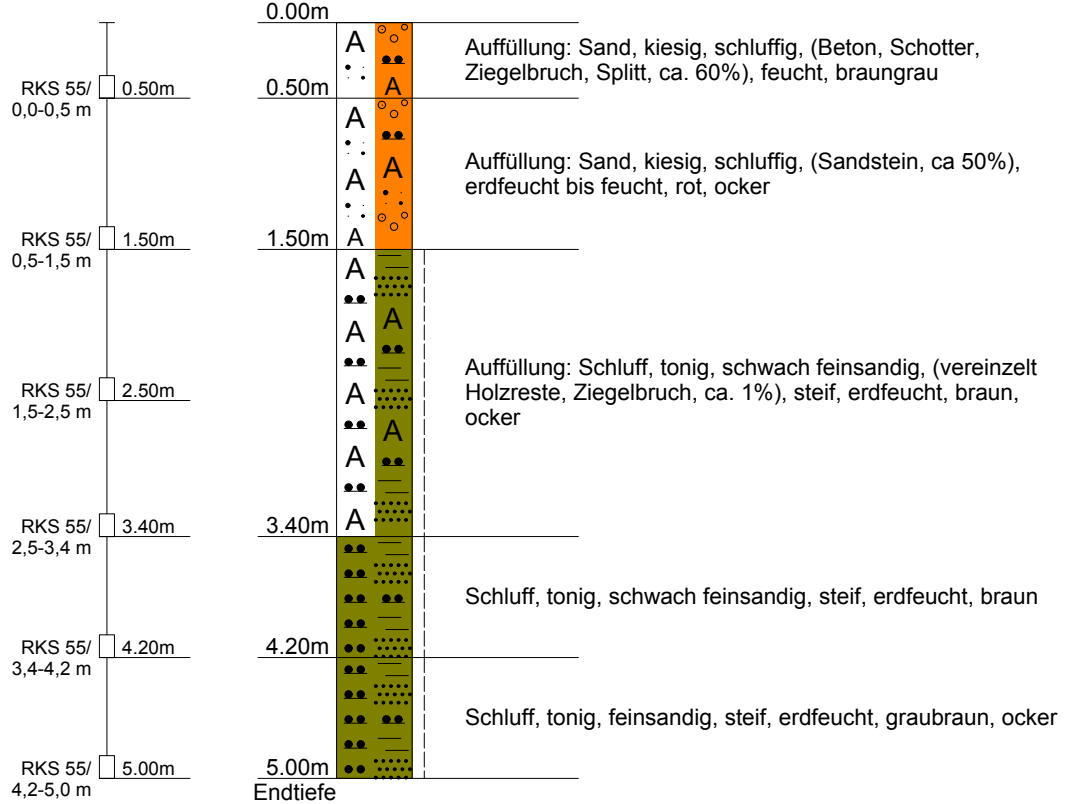 0.00m
A
A
Auffüllung: Sand, kiesig, schluffig, (Beton, Schotter,
Ziegelbruch, Splitt, ca. 60%), feucht, braungrau
RKS 55/
0,0-0,5 m
0.50m
0.50m
A
A
A
A
Auffüllung: Sand, kiesig, schluffig, (Sandstein, ca 50%),
erdfeucht bis feucht, rot, ocker
RKS 55/
0,5-1,5 m
1.50m
1.50m
A
A
A
A
A
A
A
Auffüllung: Schluff, tonig, schwach feinsandig, (vereinzelt
Holzreste, Ziegelbruch, ca. 1%), steif, erdfeucht, braun,
ocker
RKS 55/
1,5-2,5 m
2.50m
RKS 55/
2,5-3,4 m
3.40m
3.40m
Schluff, tonig, schwach feinsandig, steif, erdfeucht, braun
RKS 55/
3,4-4,2 m
4.20m
4.20m
Schluff, tonig, feinsandig, steif, erdfeucht, graubraun, ocker
RKS 55/
4,2-5,0 m
5.00m
5.00m
Endtiefe